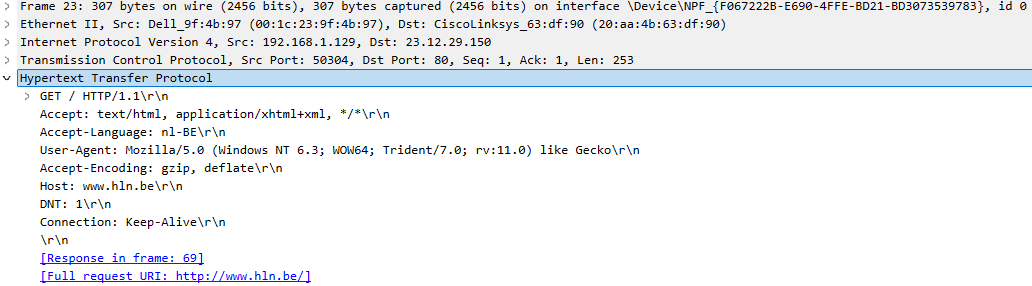 Frame 23: 307 bytes on wire (2456 bits), 307 bytes captured (2456 bits) on interface \Device\NPF_{F067222B-E690-4FFE-BD21-BD3073539783}, id 0
Ethernet II, Src: Dell_9f:4b:97 (00:1c:23:9f:4b:97), Dst: CiscoLinksys_63:df:90 (20:aa:4b:63:df:90)
Internet Protocol Version 4, Src: 192.168.1.129, Dst: 23.12.29.150
Transmission Control Protocol, Src Port: 50304, Dst Port: 80, Seq: 1, Ack: 1, Len: 253
Hypertext Transfer Protocol
GET / HTTP/1.1\r\n
Accept: text/html, application/xhtml+xml, */*\r\n
Accept-Language: nl-BE\r\n
User-Agent: Mozilla/5.0 (Windows NT 6.3; WOW64; Trident/7.0; rv:11.0) like Gecko\r\n
Accept-Encoding: gzip, deflate\r\n
Host: www.hln.be\r\n
DNT: 1\r\n
Connection: Keep-Alive\r\n
\r\n
[Response in frame: 69]
[Full request URI: http://www.hln.be/]